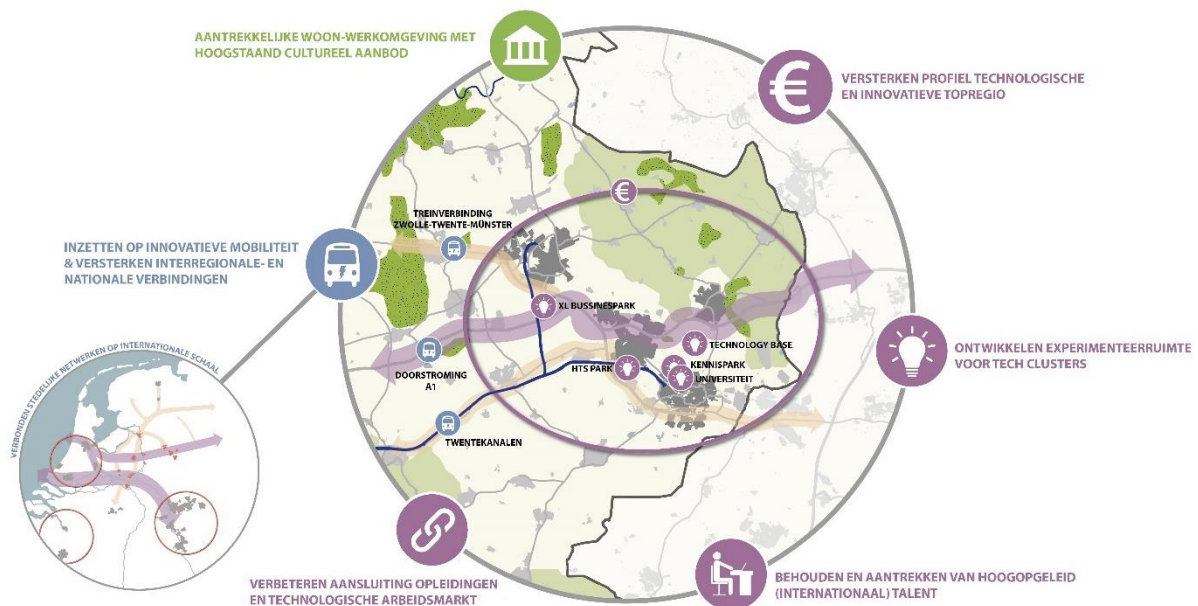 AANTREKKELIJKE WOON-WERKOMGEVING MET
HOOGSTAAND CULTUREEL AANBOD
€
VERSTERKEN PROFIEL TECHNOLOGISCHE
EN INNOVATIEVE TOPREGIO
€
TREINVERBINDING
ZWOLLE-TWENTE-MÜNSTER
INZETTEN OP INNOVATIEVE MOBILITEIT
& VERSTERKEN INTERREGIONALE- EN
NATIONALE VERBINDINGEN
XL BUSSINESPARK
TECHNOLOGY BASE
ONTWIKKELEN EXPERIMENTEERRUIMTE
VOOR TECH CLUSTERS
DOORSTROMING
A1
HTS PARK
KENNISPARK
UNIVERSITEIT
VERBONDEN STEDELIJKE NETWERKEN OP INTERNATIONALE SCHAAL
TWENTEKANALEN
VERBETEREN AANSLUITING OPLEIDINGEN
EN TECHNOLOGISCHE ARBEIDSMARKT
BEHOUDEN EN AANTREKKEN VAN HOOGOPGELEID
(INTERNATIONAAL) TALENT